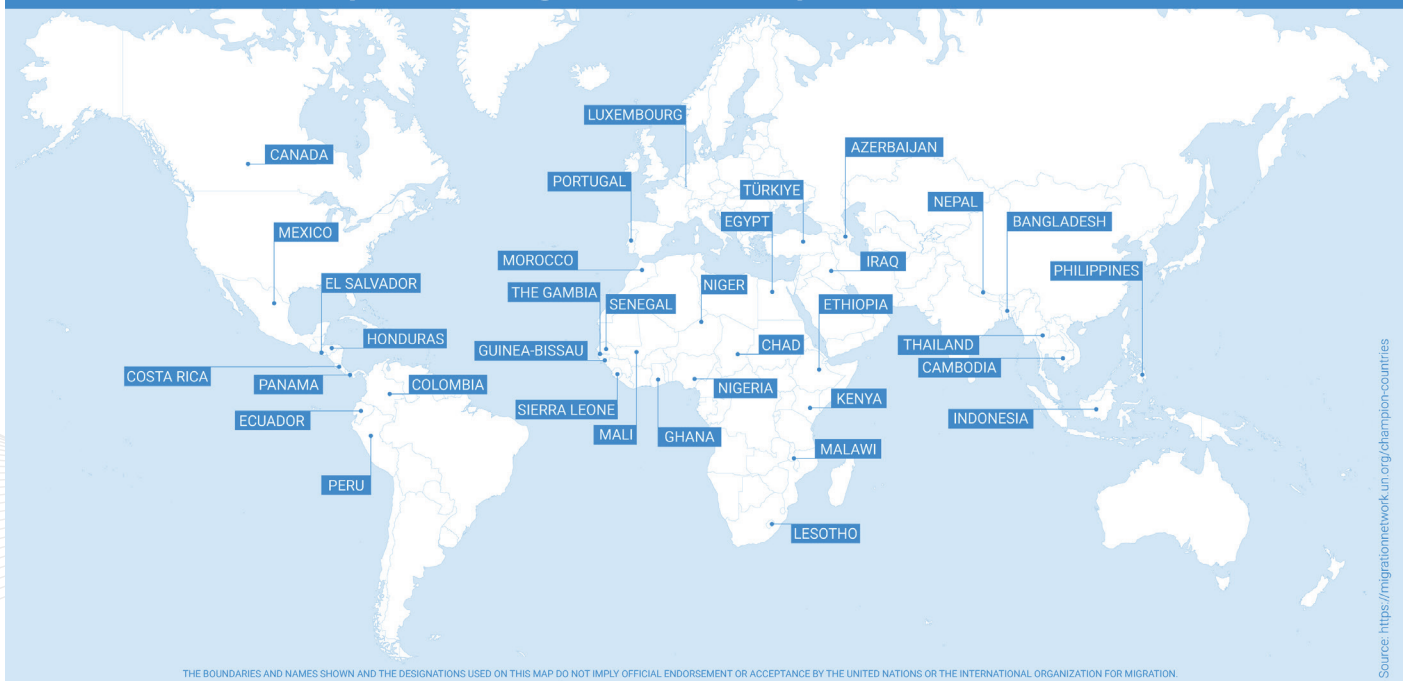 LUXEMBOURG
CANADA
AZERBAIJAN
PORTUGAL
TÜRKIYE
NEPAL
EGYPT
BANGLADESH
MEXICO
MOROCCO
IRAQ
PHILIPPINES
EL SALVADOR
NIGER
THE GAMBIA
SENEGAL
ETHIOPIA
HONDURAS
CHAD
THAILAND
GUINEA-BISSAU
CAMBODIA
COSTA RICA
PANAMA
COLOMBIA
NIGERIA
KENYA
SIERRA LEONE
ECUADOR
INDONESIA
MALI
GHANA
MALAWI
PERU
LESOTHO
Source: https://migrationnetwork.un.org/champion-countries
THE BOUNDARIES AND NAMES SHOWN AND THE DESIGNATIONS USED ON THIS MAP DO NOT IMPLY OFFICIAL ENDORSEMENT OR ACCEPTANCE BY THE UNITED NATIONS OR THE INTERNATIONAL ORGANIZATION FOR MIGRATION.